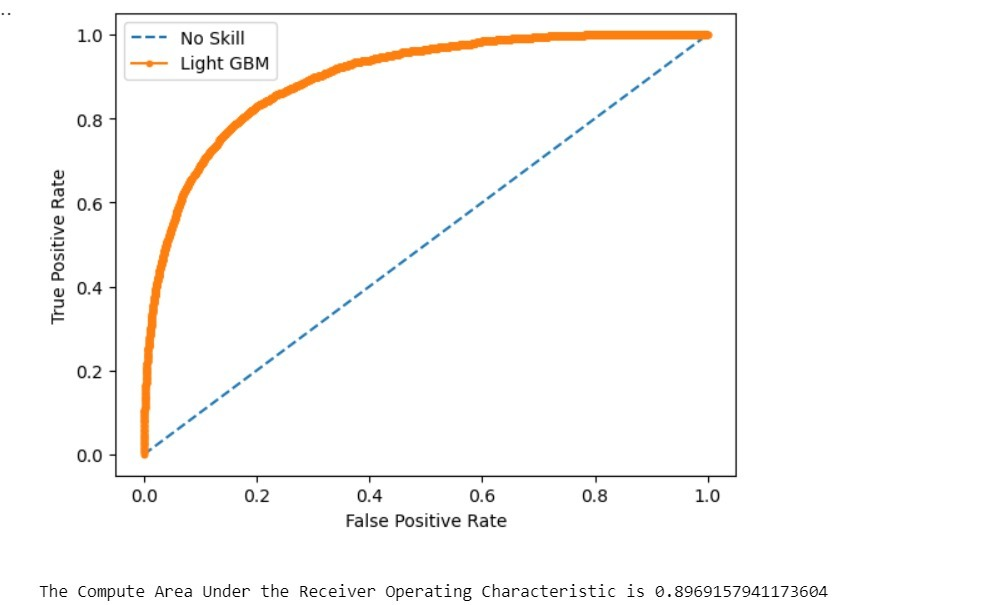 ..
1.0
0.8
0.6
0.4
0.2
0.0
No Skill
Light GBM
True Positive Rate
0.0 0.2 0.4 0.6 0.8 1.0
False Positive Rate
The Compute Area Under the Receiver Operating Characteristic is 0.8969157941173604